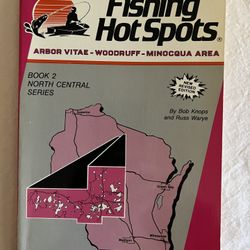 Fishing
Hot Spots®
ARBOR VITAE - WOODRUFF - MINOCQUA AREA
BOOK 2
NORTH CENTRAL
SERIES
NEW
REVISED
EDITION
By Bob Knops
and Russ Warye